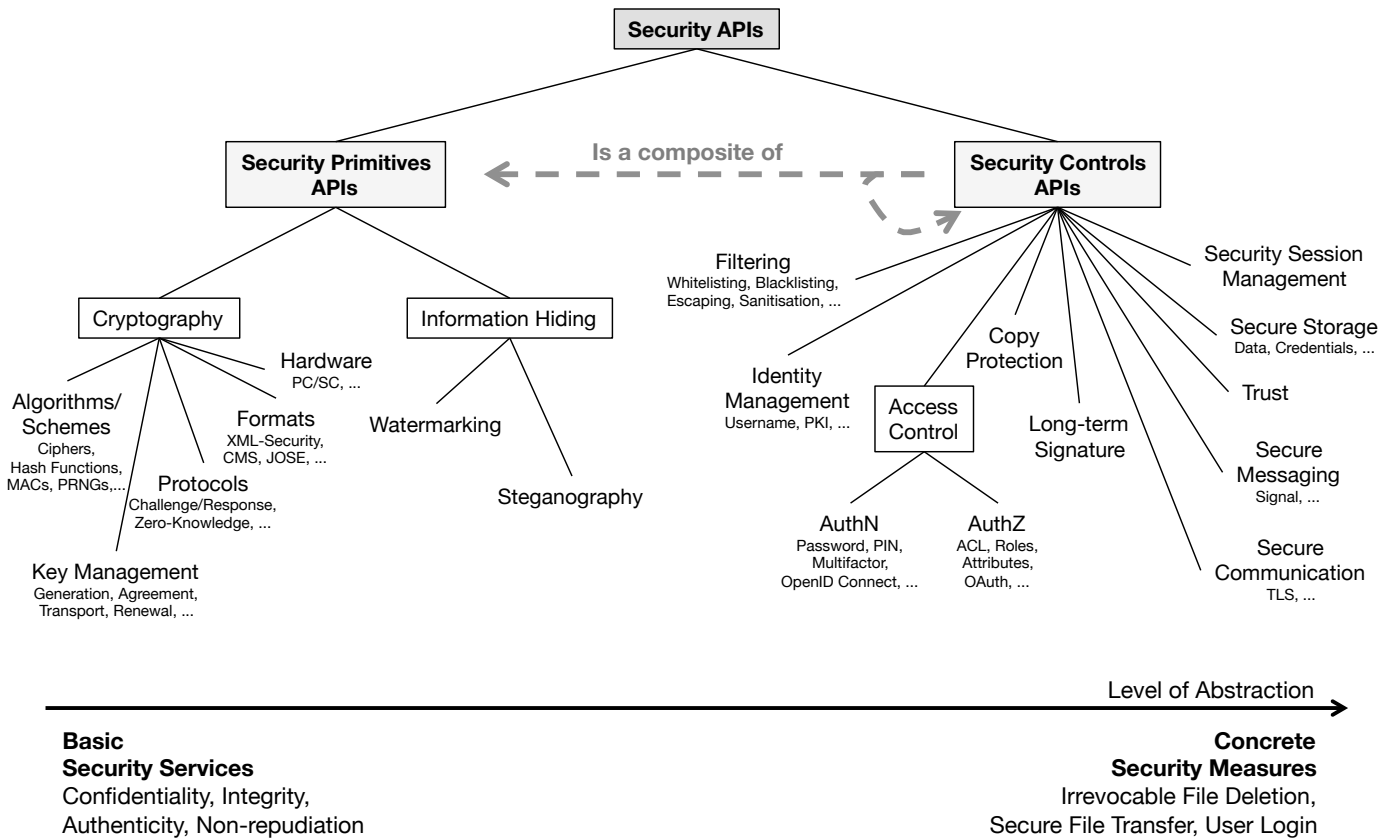 Security APIs
Security Primitives
APIs
Is a composite of
Security Controls
APIs
Cryptography
Information Hiding
Algorithms/
Schemes
Ciphers,
Hash Functions,
MACs, PRNGs,...
Key Management
Generation, Agreement,
Transport, Renewal, ...
Protocols
Challenge/Response,
Zero-Knowledge, ...
Formats
XML-Security,
CMS, JOSE, ...
Hardware
PC/SC, ...
Watermarking
Steganography
Filtering
Whitelisting, Blacklisting,
Escaping, Sanitisation, ...
Identity
Management
Username, PKI, ...
Access
Control
AuthN
Password, PIN,
Multifactor,
OpenID Connect, ...
AuthZ
ACL, Roles,
Attributes,
OAuth, ...
Copy
Protection
Long-term
Signature
Security Session
Management
Secure Storage
Data, Credentials, ...
Trust
Secure
Messaging
Signal, ...
Secure
Communication
TLS, ...
Level of Abstraction
Basic
Security Services
Confidentiality, Integrity,
Authenticity, Non-repudiation
Concrete
Security Measures
Irrevocable File Deletion,
Secure File Transfer, User Login